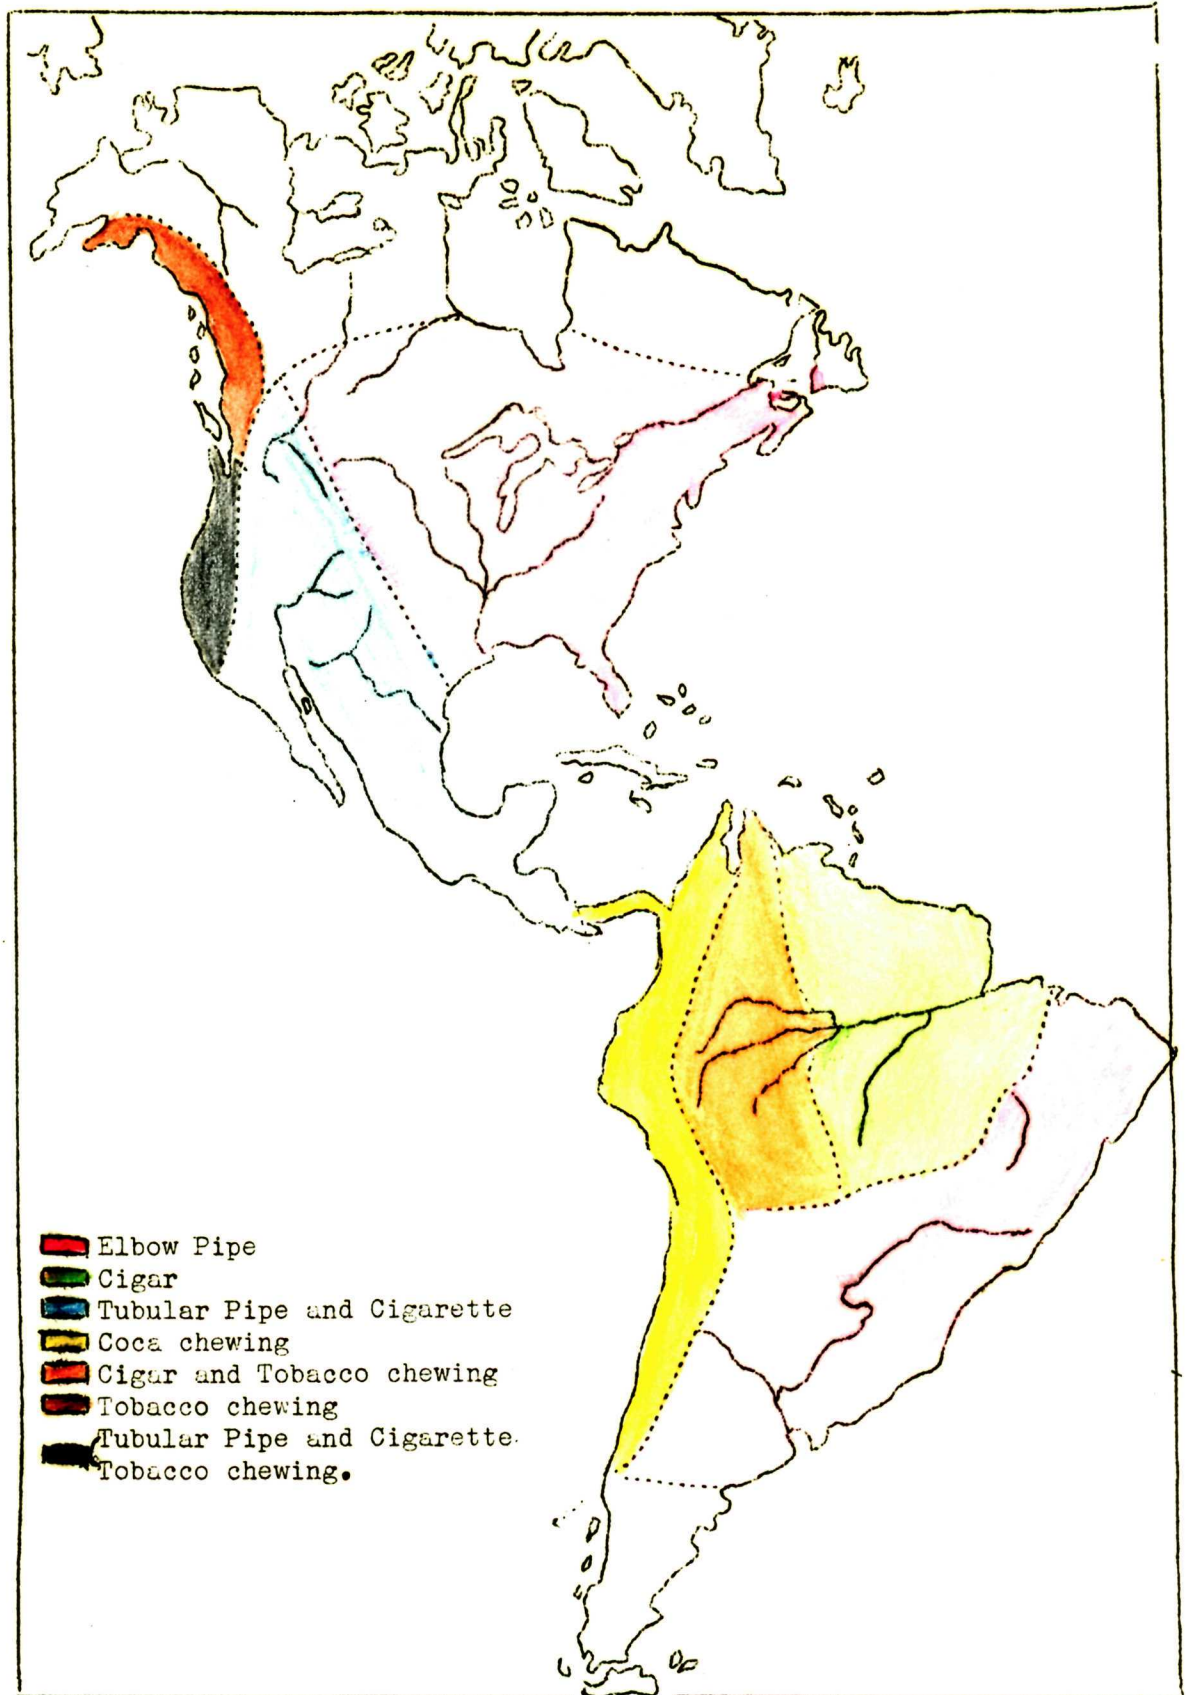 Elbow Pipe
Cigar
Tubular Pipe and Cigarette
Coca chewing
Cigar and Tobacco chewing
Tobacco chewing
Tubular Pipe and Cigarette.
Tobacco chewing.